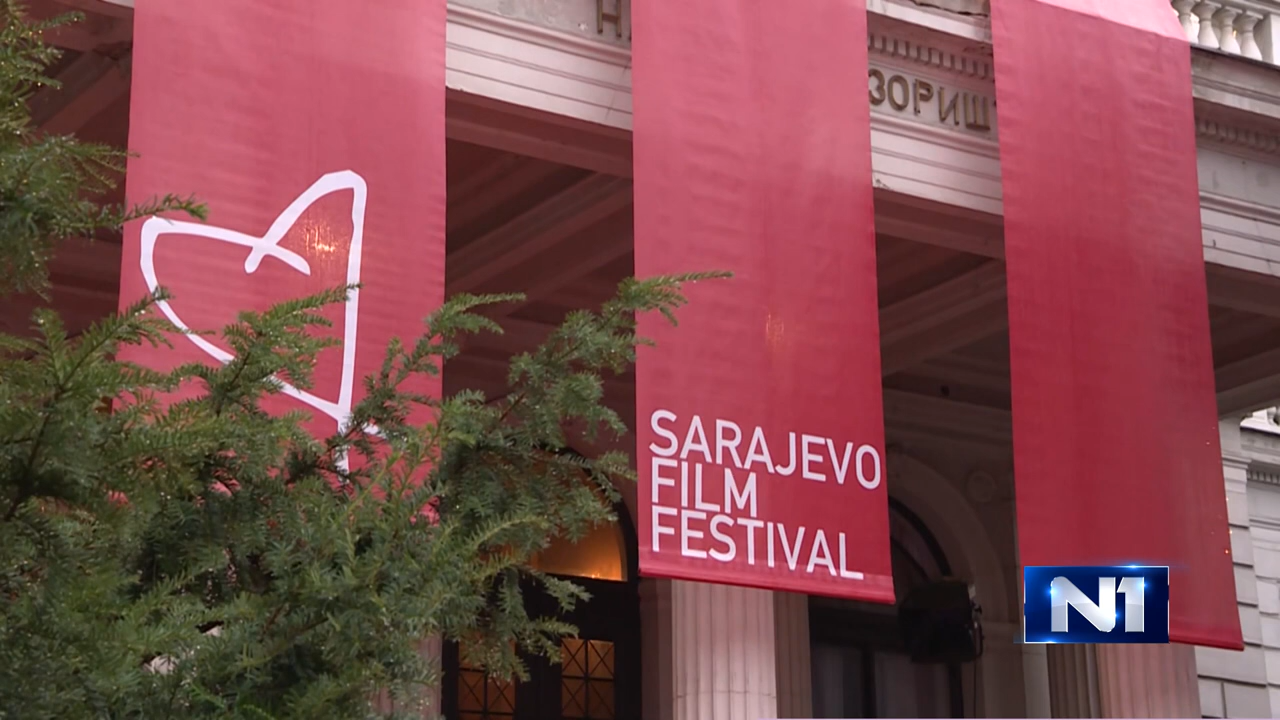 ЗОРИШ
SARAJEVO
FILM
FESTIVAL
N1